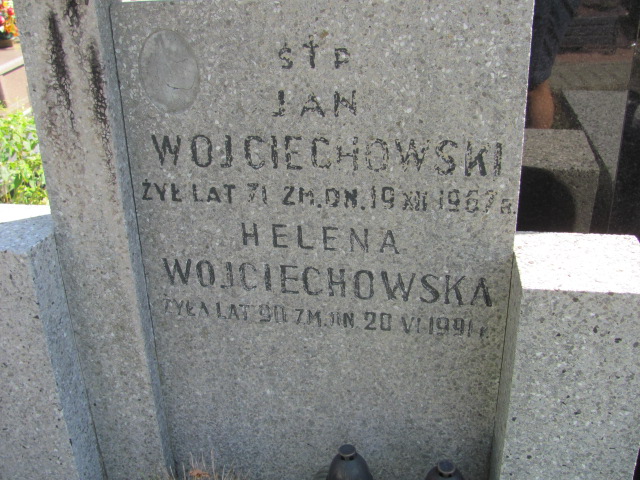 Ś†P
JAN
WOJCIECHOWSKI
ŻYŁ LAT 71 ZM.DN.19 XII 1967 R.
HELENA
WOJCIECHOWSKA
ŻYŁA LAT 90 ZM.DN. 20 VI 1991 r.